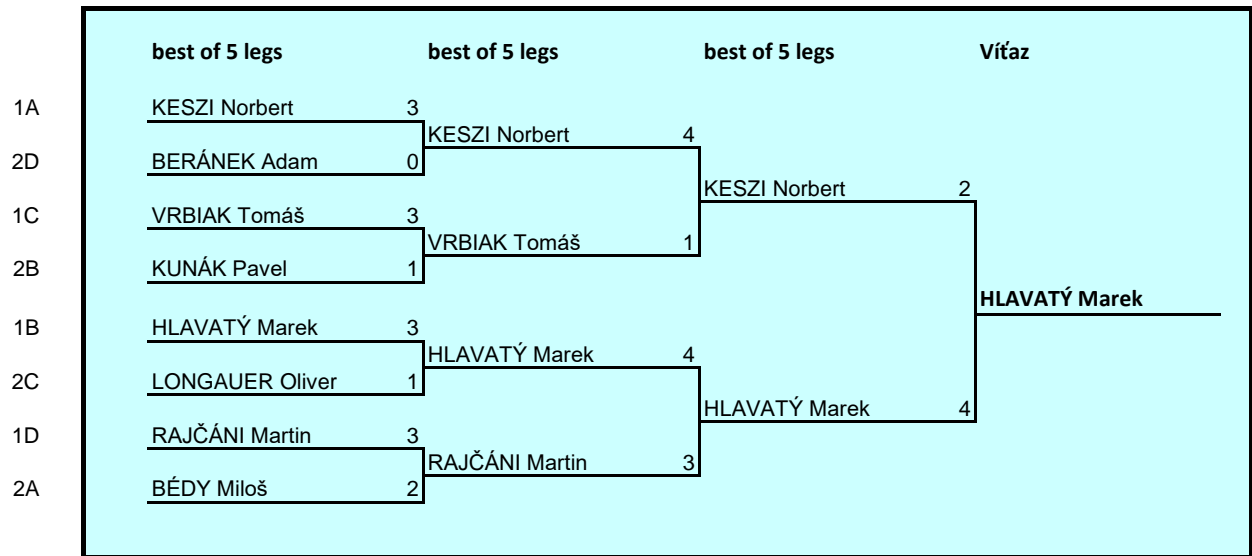 best of 5 legs best of 5 legs best of 5 legs Víťaz
1A KESZI Norbert 3
KESZI Norbert 4
2D BERÁNEK Adam 0
KESZI Norbert 2
1C VRBIAK Tomáš 3
VRBIAK Tomáš 1
2B KUNÁK Pavel 1
HLAVATÝ Marek
1B HLAVATÝ Marek 3
HLAVATÝ Marek 4
2C LONGAUER Oliver 1
HLAVATÝ Marek 4
1D RAJČÁNI Martin 3
RAJČÁNI Martin 3
2A BÉDY Miloš 2